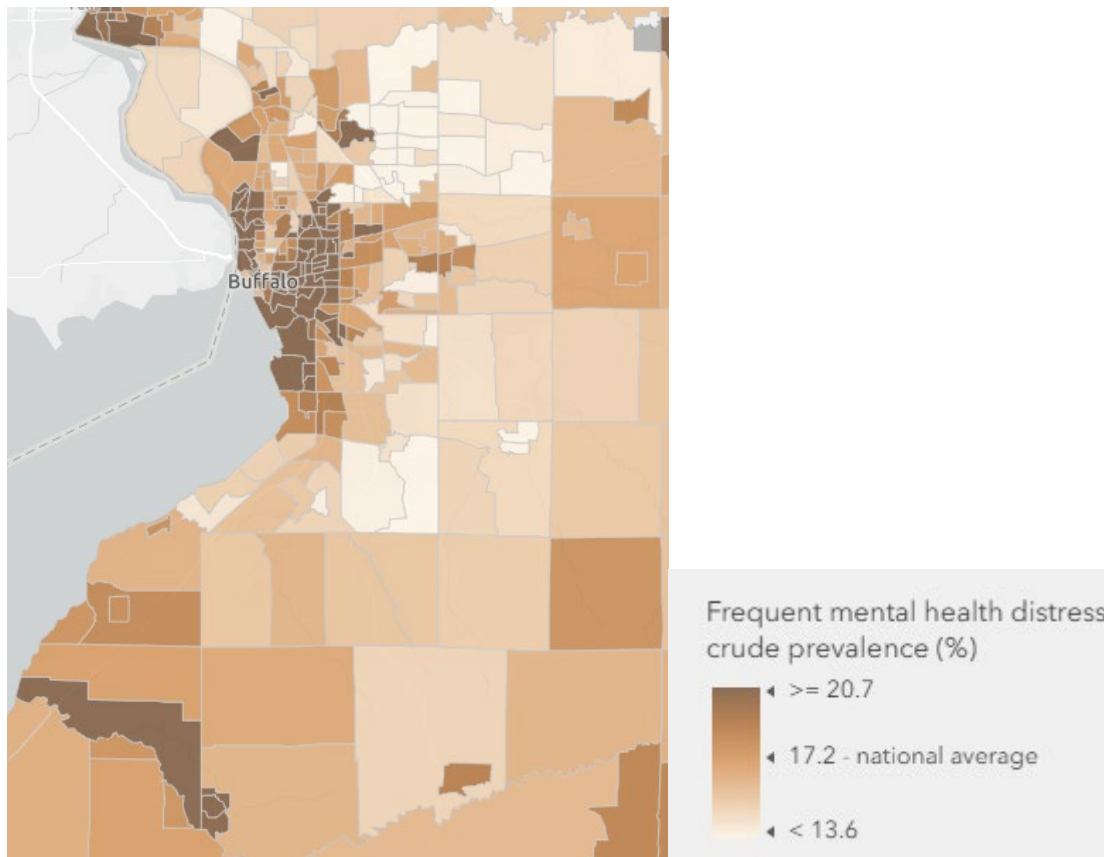 Buffalo
Frequent mental health distress
crude prevalence (%)
>= 20.7
17.2 - national average
< 13.6